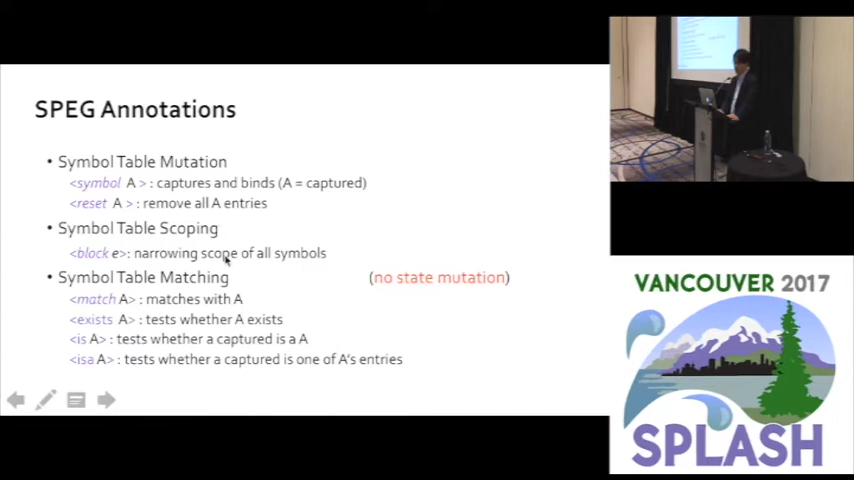 SPEG Annotations
• Symbol Table Mutation
<symbol A > : captures and binds (A = captured)
<reset A > : remove all A entries
• Symbol Table Scoping
<block e>: narrowing scope of all symbols
• Symbol Table Matching (no state mutation)
<match A> : matches with A
<exists A> : tests whether A exists
<is A> : tests whether a captured is a A
<isa A> : tests whether a captured is one of A's entries
VANCOUVER 2017
SPLASH